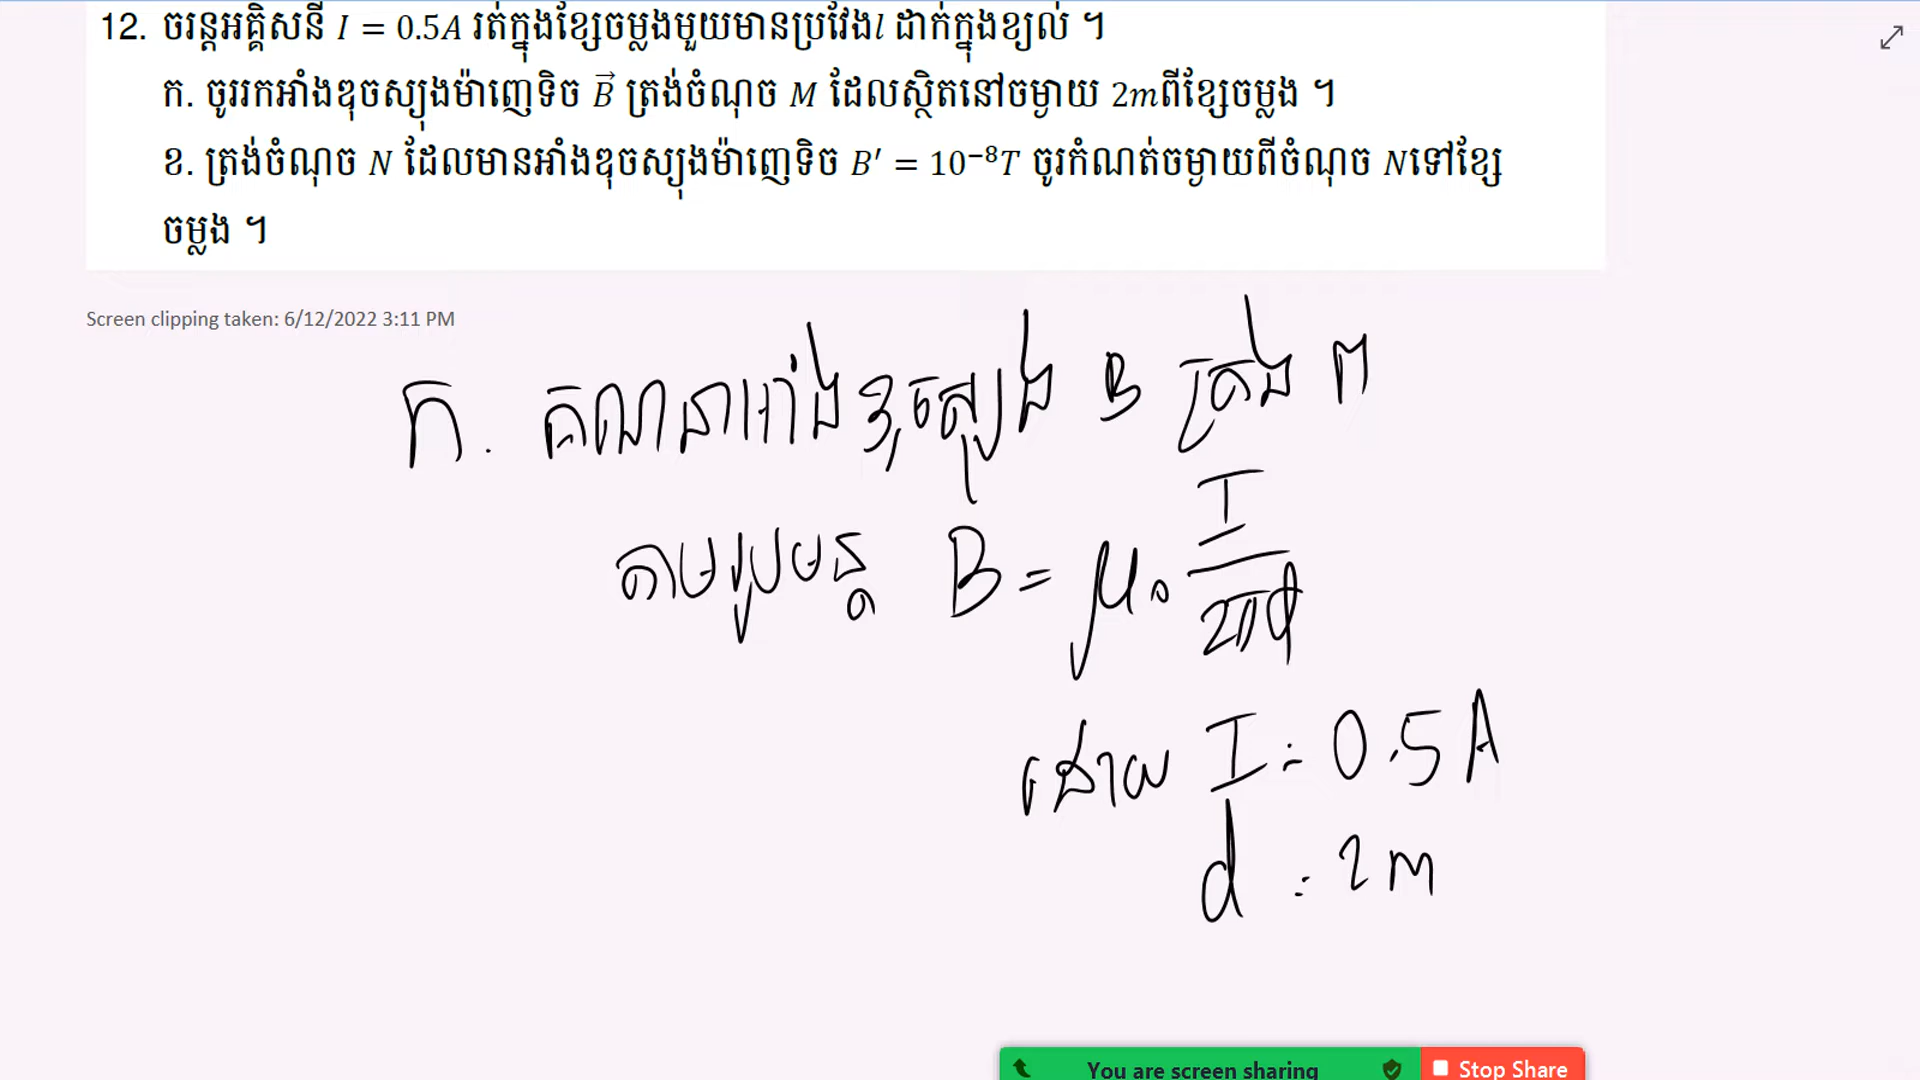 12. ចរន្តអគ្គិសនី I = 0.5A រត់ក្នុងខ្សែចម្លងមួយមានប្រវែងl ដាក់ក្នុងខ្យល់ ។
ក. ចូររកអាំងឌុចស្យុងម៉ាញេទិច B⃗ ត្រង់ចំណុច M ដែលស្ថិតនៅចម្ងាយ 2mពីខ្សែចម្លង ។
ខ. ត្រង់ចំណុច N ដែលមានអាំងឌុចស្យុងម៉ាញេទិច B′ = 10⁻⁸T ចូរកំណត់ចម្ងាយពីចំណុច Nទៅខ្សែ
ចម្លង ។
Screen clipping taken: 6/12/2022 3:11 PM
ក. គណនាអាំងឌុចស្យុង B ត្រង់ M
តាមរូបមន្ត B = μ₀ I/2πd
ដោយ I = 0.5 A
d = 2 m
You are screen sharing
Stop Share